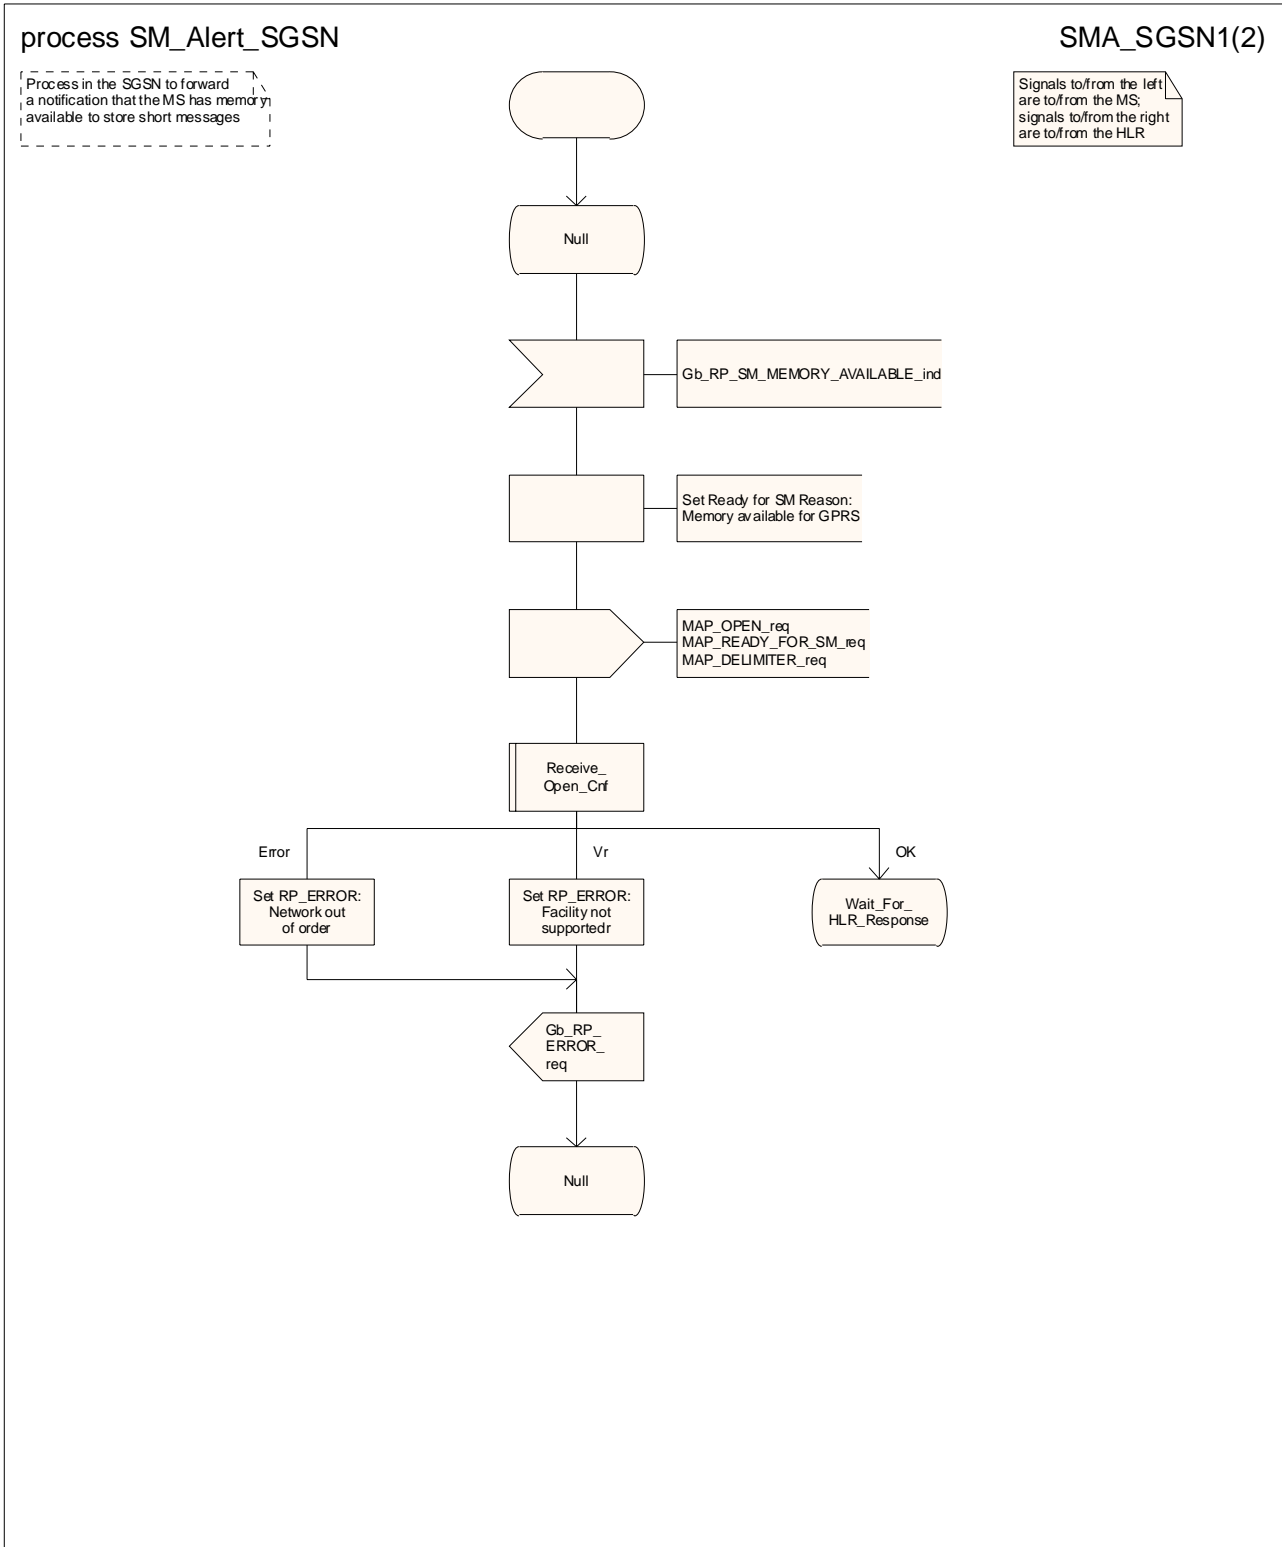 process SM_Alert_SGSN
SMA_SGSN1(2)
Process in the SGSN to forward
a notification that the MS has memory
available to store short messages
Signals to/from the left
are to/from the MS;
signals to/from the right
are to/from the HLR
Null
Gb_RP_SM_MEMORY_AVAILABLE_ind
Set Ready for SM Reason:
Memory available for GPRS
MAP_OPEN_req
MAP_READY_FOR_SM_req
MAP_DELIMITER_req
Receive_
Open_Cnf
Error
Vr
OK
Set RP_ERROR:
Network out
of order
Set RP_ERROR:
Facility not
supportedr
Wait_For_
HLR_Response
Gb_RP_
ERROR_
req
Null